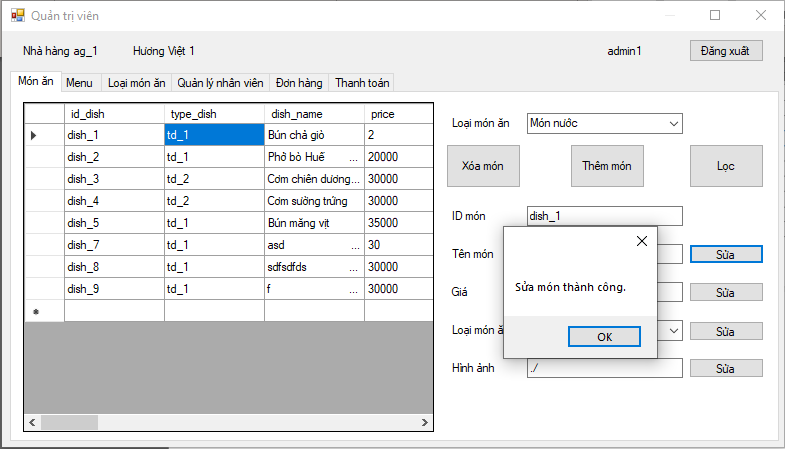 Quản trị viên
Nhà hàng ag_1 Hương Việt 1 admin1 Đăng xuất
Món ăn Menu Loại món ăn Quản lý nhân viên Đơn hàng Thanh toán
id_dish type_dish dish_name price
dish_1 td_1 Bún chả giò 2
dish_2 td_1 Phở bò Huế ... 20000
dish_3 td_2 Cơm chiên dương... 30000
dish_4 td_2 Cơm sường trứng 30000
dish_5 td_1 Bún măng vịt 35000
dish_7 td_1 asd ... 30
dish_8 td_1 sdfsdfds ... 30000
dish_9 td_1 f ... 30000
Loại món ăn Món nước
Xóa món Thêm món Lọc
ID món dish_1
Tên món Sửa
Giá Sửa
Loại món ă Sửa
Hình ảnh ./ Sửa
Sửa món thành công.
OK